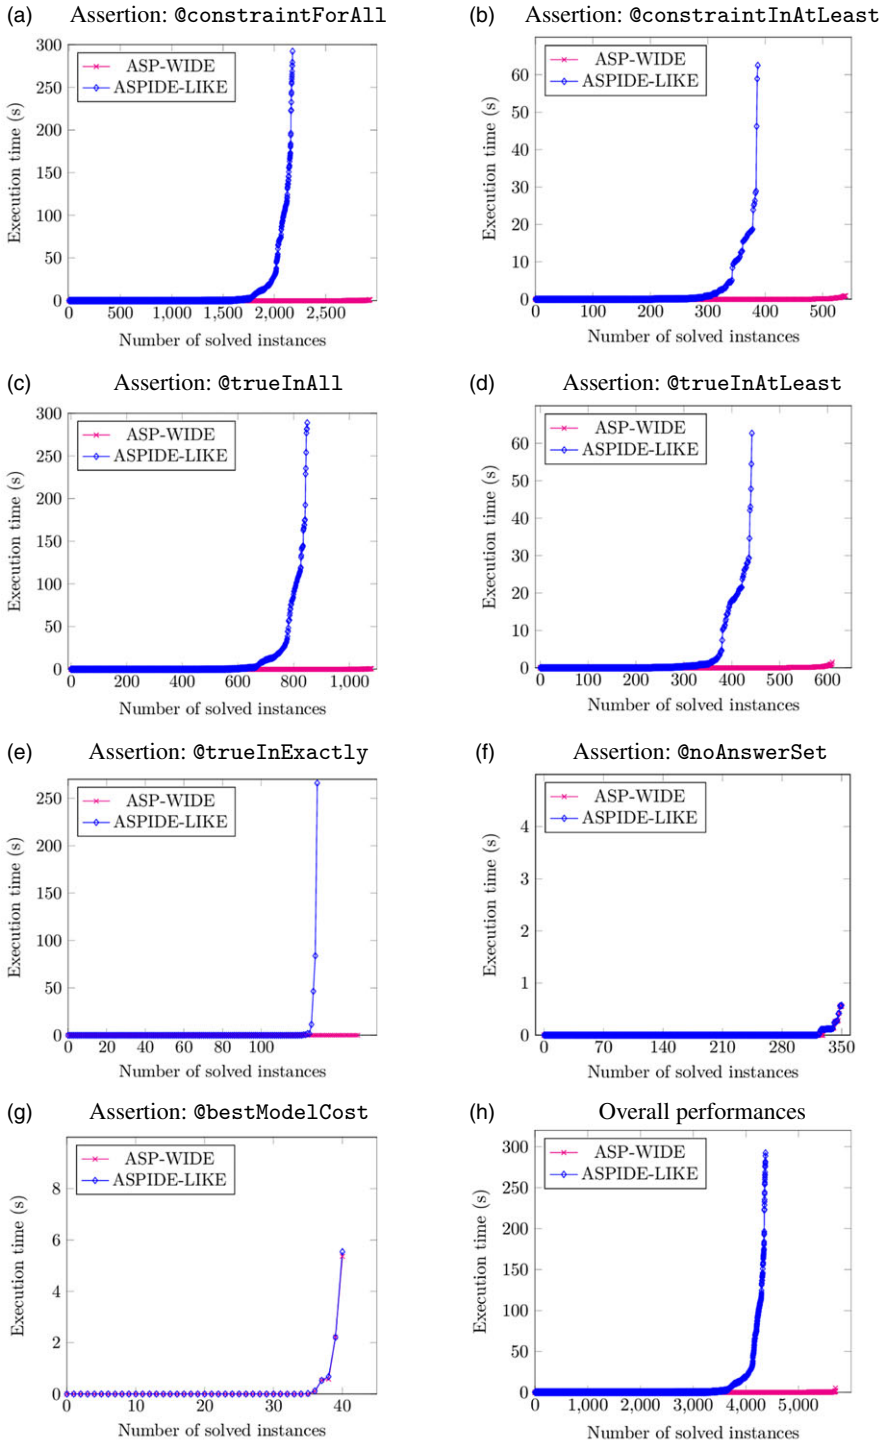 (a) Assertion: @constraintForAll
300
250
200
150
100
50
0
Execution time (s)
ASP-WIDE
ASPIDE-LIKE
0 500 1,000 1,500 2,000 2,500
Number of solved instances
(b) Assertion: @constraintInAtLeast
60
50
40
30
20
10
0
Execution time (s)
ASP-WIDE
ASPIDE-LIKE
0 100 200 300 400 500
Number of solved instances
(c) Assertion: @trueInAll
300
250
200
150
100
50
0
Execution time (s)
ASP-WIDE
ASPIDE-LIKE
0 200 400 600 800 1,000
Number of solved instances
(d) Assertion: @trueInAtLeast
60
50
40
30
20
10
0
Execution time (s)
ASP-WIDE
ASPIDE-LIKE
0 100 200 300 400 500 600
Number of solved instances
(e) Assertion: @trueInExactly
250
200
150
100
50
0
Execution time (s)
ASP-WIDE
ASPIDE-LIKE
0 20 40 60 80 100
Number of solved instances
(f) Assertion: @noAnswerSet
4
3
2
1
0
Execution time (s)
ASP-WIDE
ASPIDE-LIKE
0 70 140 210 280 350
Number of solved instances
(g) Assertion: @bestModelCost
8
6
4
2
0
Execution time (s)
ASP-WIDE
ASPIDE-LIKE
0 10 20 30 40
Number of solved instances
(h) Overall performances
300
250
200
150
100
50
0
Execution time (s)
ASP-WIDE
ASPIDE-LIKE
0 1,000 2,000 3,000 4,000 5,000
Number of solved instances